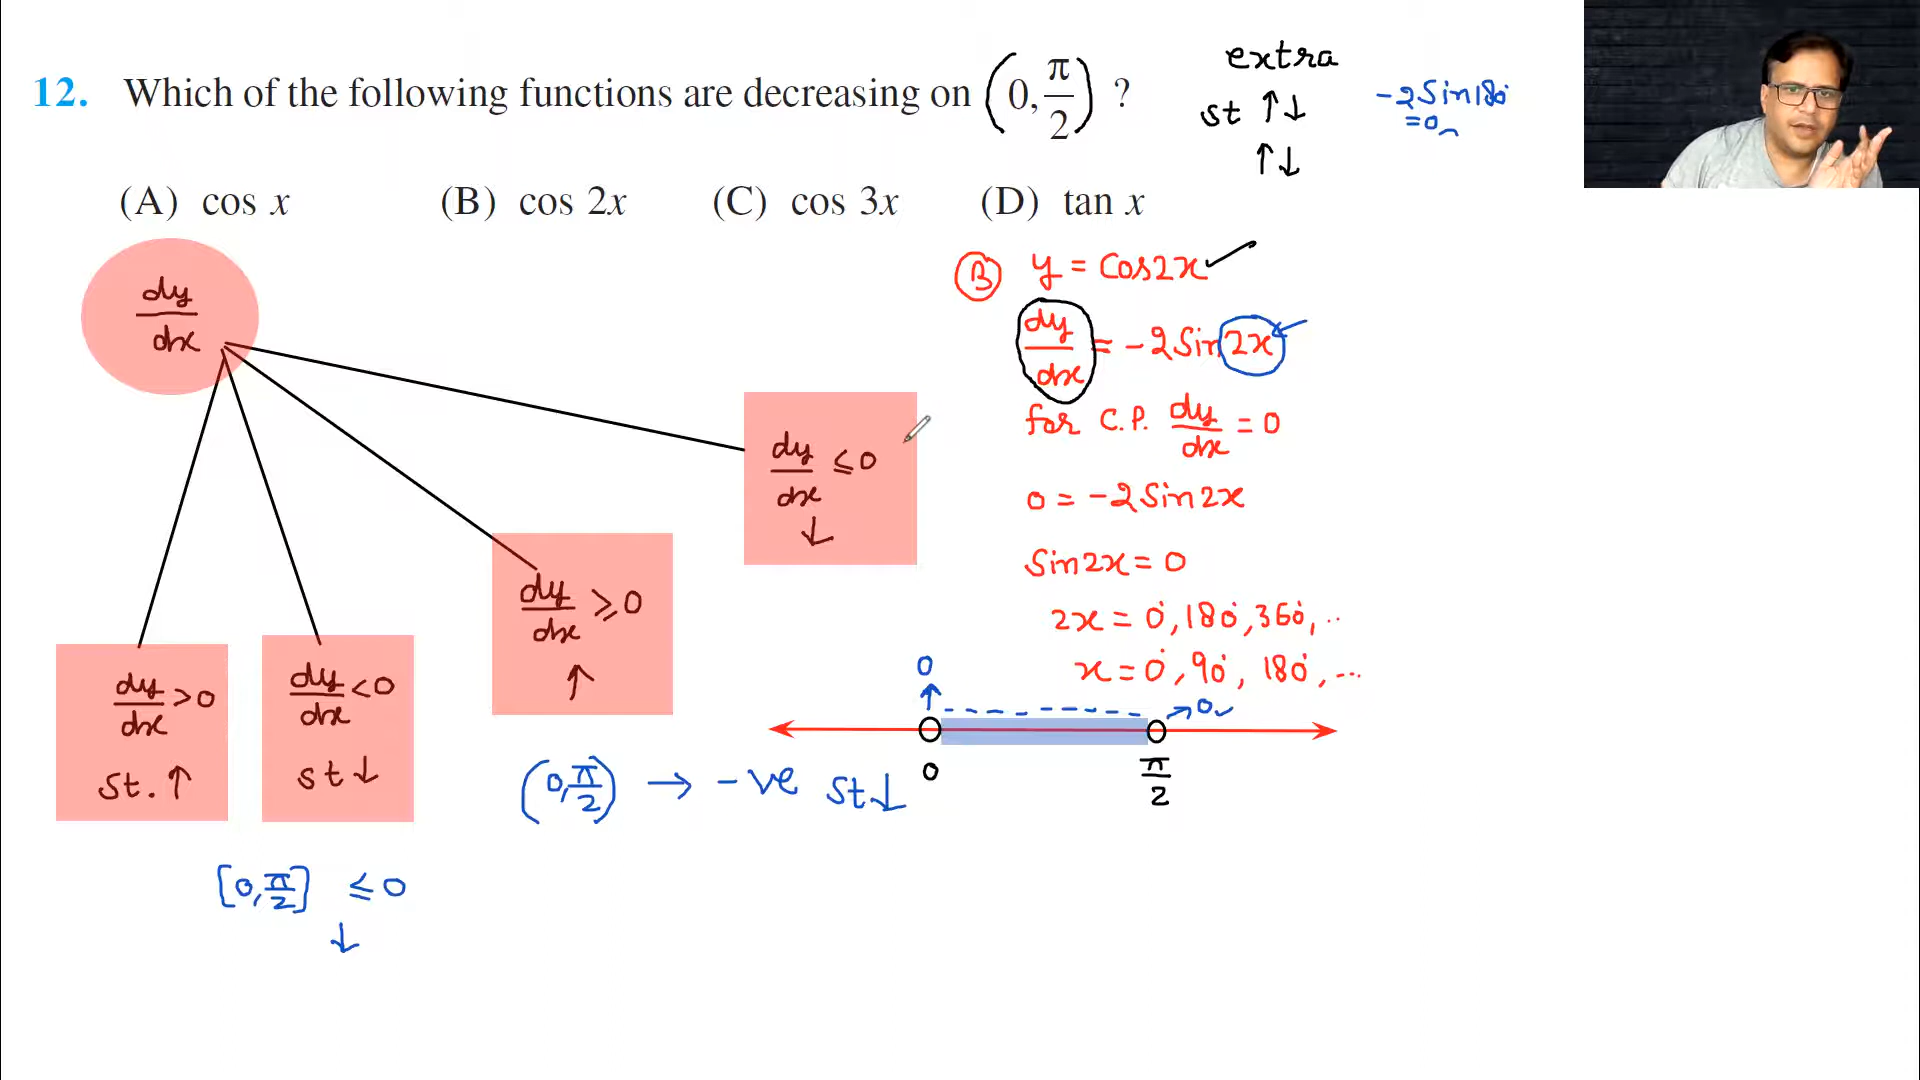 12. Which of the following functions are decreasing on (0, π/2) ?
extra
st ↑↓
↑↓
-2Sin180°
=0
(A) cos x (B) cos 2x (C) cos 3x (D) tan x
dy/dx
dy/dx > 0
St. ↑
dy/dx < 0
st ↓
dy/dx ⩾ 0
↑
dy/dx ⩽ 0
↓
(B) y = Cos2x ✓
dy/dx = -2Sin2x
for C.P. dy/dx = 0
0 = -2Sin2x
Sin2x = 0
2x = 0°, 180°, 360°, ..
x = 0°, 90°, 180°, ...
0 ↑ - - - - - - → 0
0 π/2
(0, π/2) → -ve St↓
[0, π/2] ⩽ 0
↓